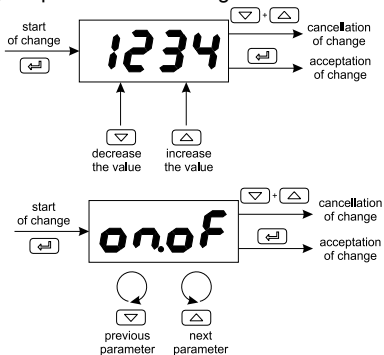 start
of change
1234
+
cancellation
of change
acceptation
of change
decrease
the value
increase
the value
start
of change
on.oF
+
cancellation
of change
acceptation
of change
previous
parameter
next
parameter